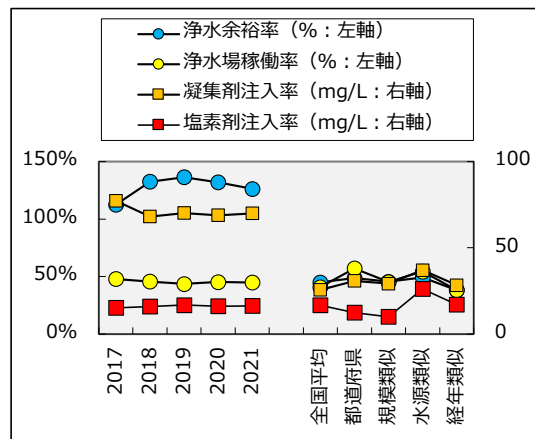 浄水余裕率（%：左軸）
浄水場稼働率（%：左軸）
凝集剤注入率（mg/L：右軸）
塩素剤注入率（mg/L：右軸）
150%
100%
50%
0%
100
50
0
2017
2018
2019
2020
2021
全国平均
都道府県
規模類似
水源類似
経年類似